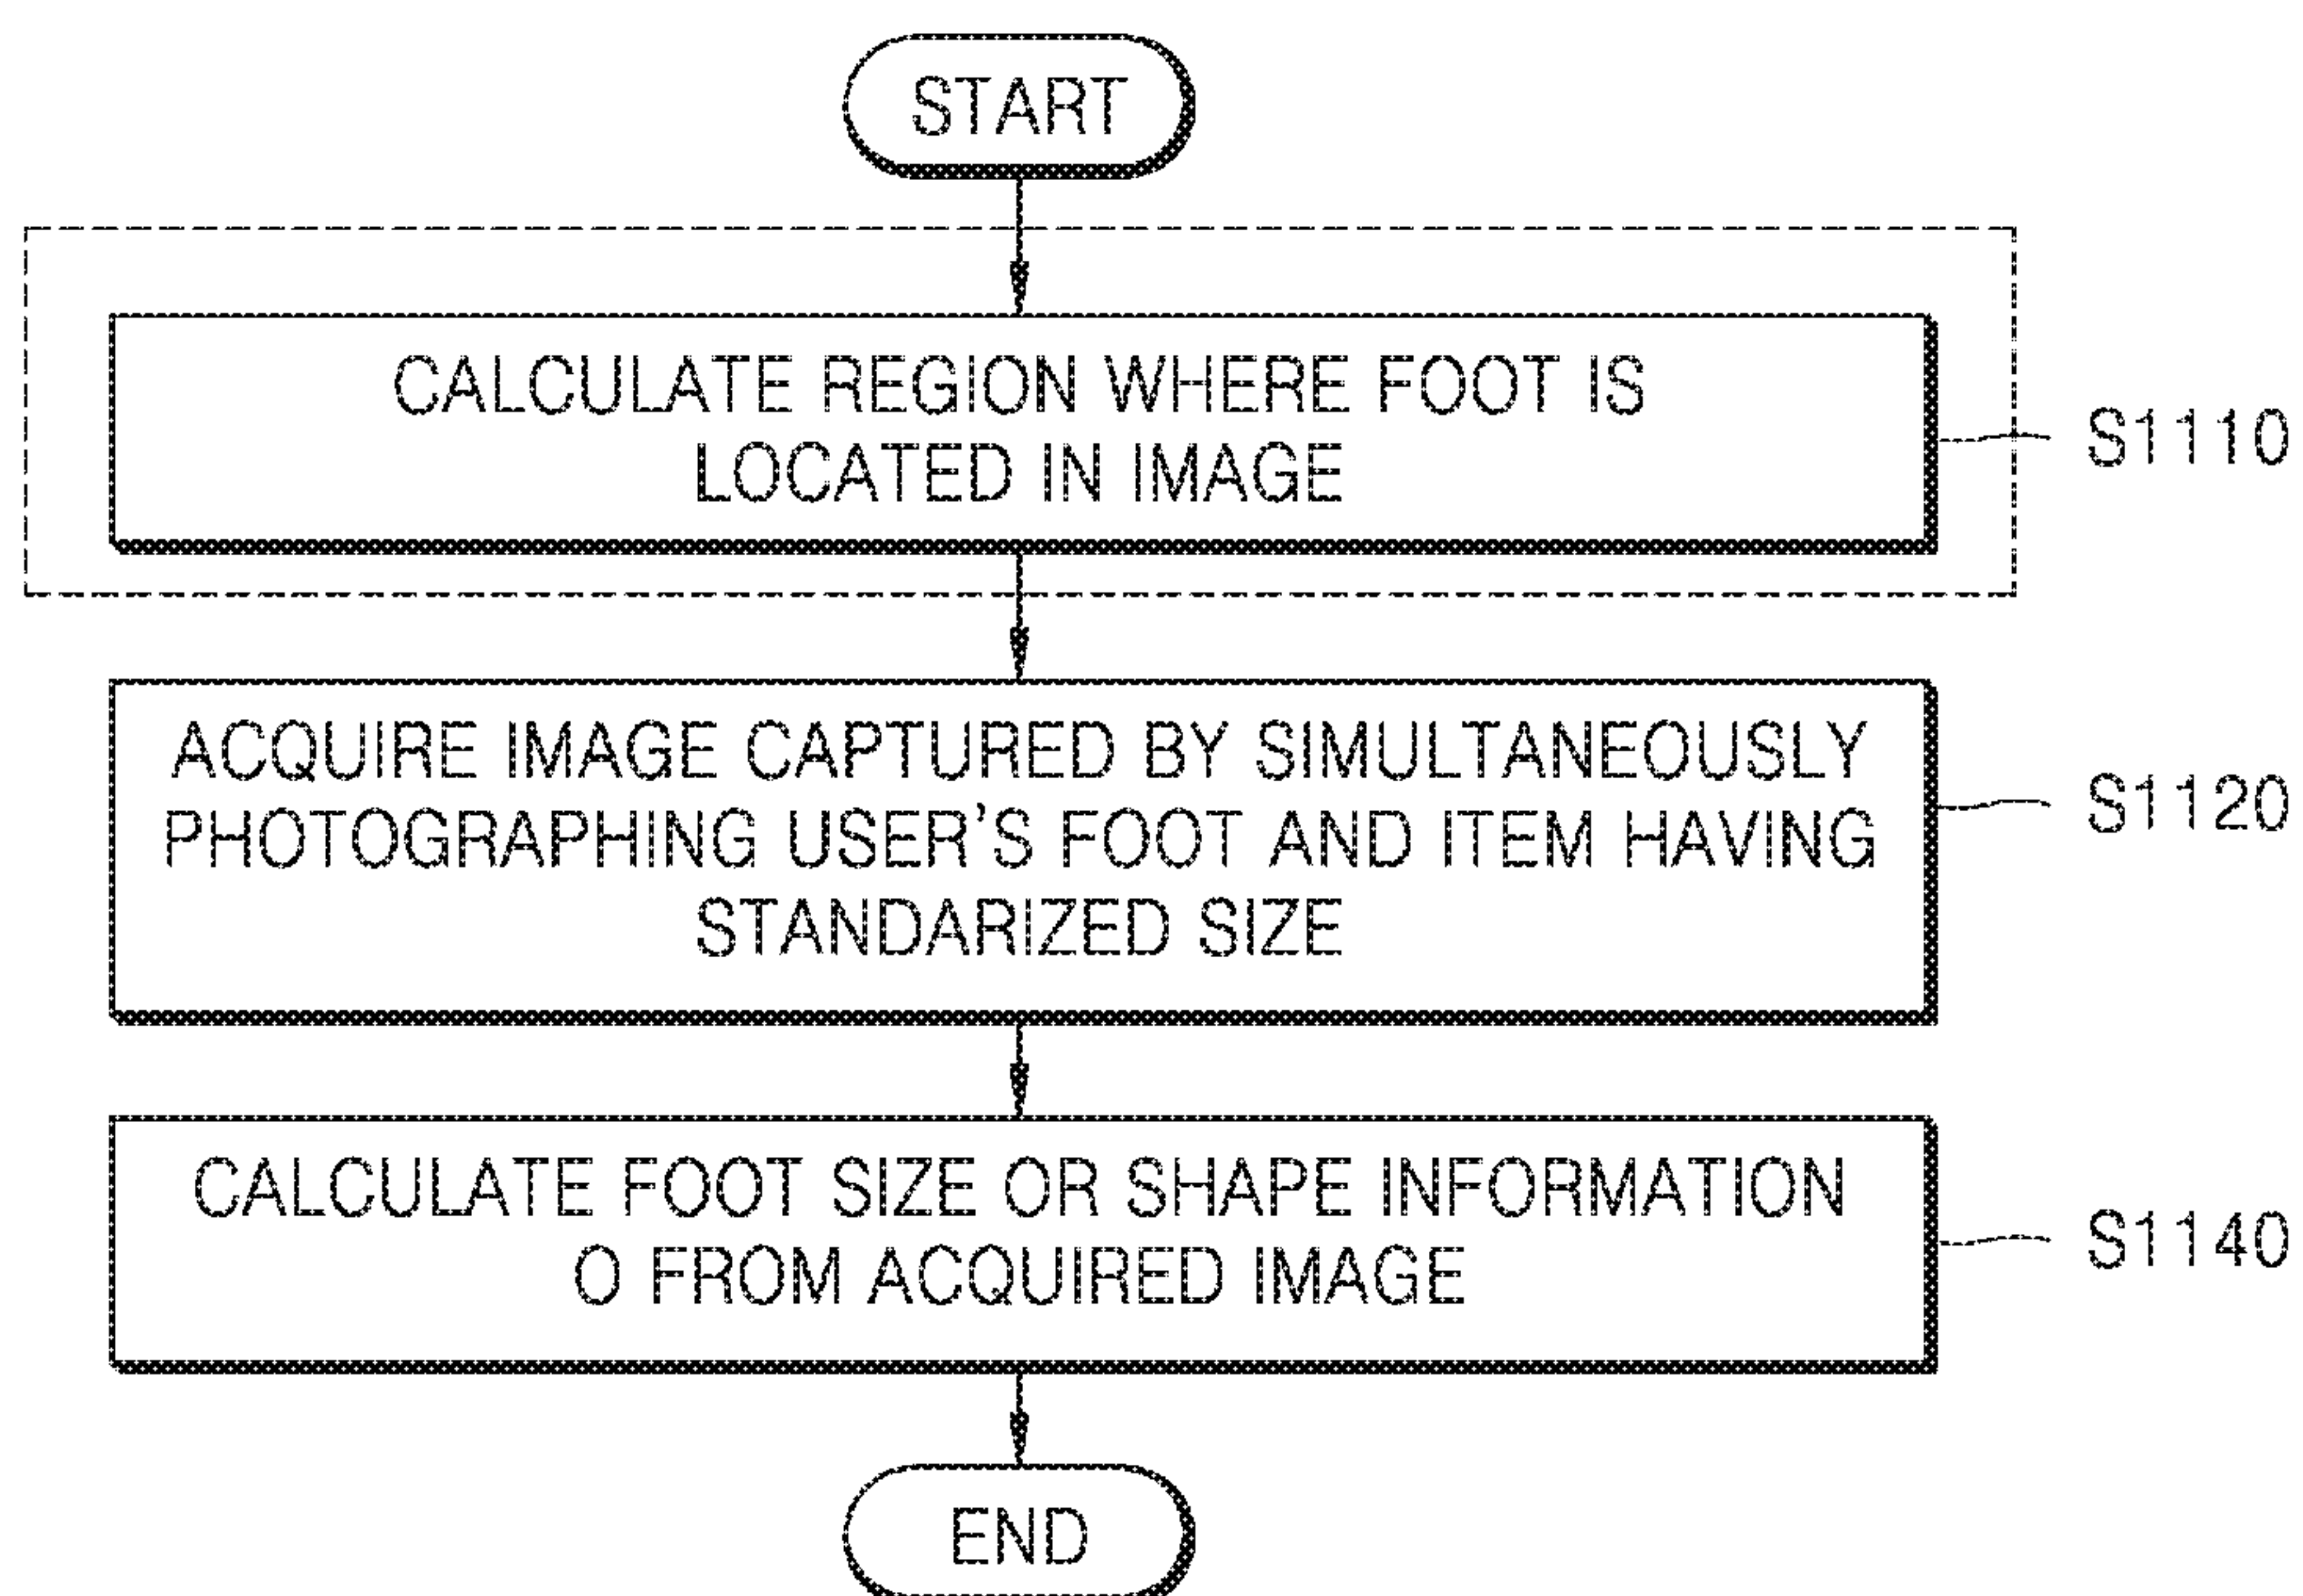 START
CALCULATE REGION WHERE FOOT IS
LOCATED IN IMAGE
S1110
ACQUIRE IMAGE CAPTURED BY SIMULTANEOUSLY
PHOTOGRAPHING USER'S FOOT AND ITEM HAVING
STANDARIZED SIZE
S1120
CALCULATE FOOT SIZE OR SHAPE INFORMATION
O FROM ACQUIRED IMAGE
S1140
END